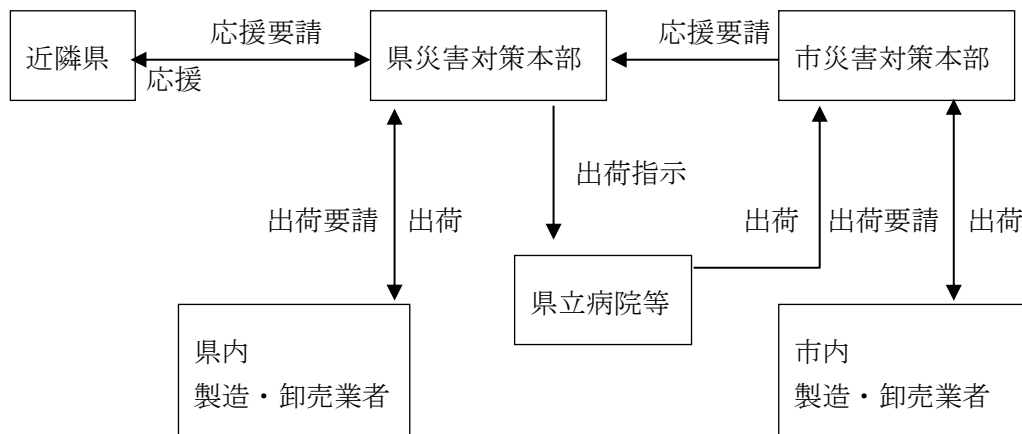 応援要請
応援要請
近隣県
県災害対策本部
市災害対策本部
応援
出荷指示
出荷要請
出荷
出荷
出荷要請
出荷
県立病院等
県内
製造・卸売業者
市内
製造・卸売業者